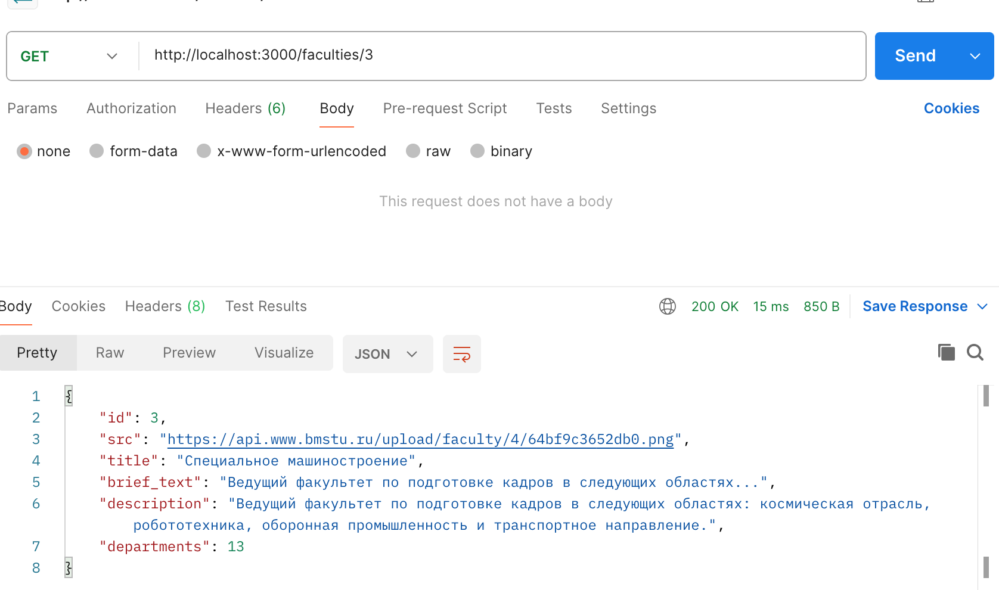 GET http://localhost:3000/faculties/3 Send
Params Authorization Headers (6) Body Pre-request Script Tests Settings Cookies
none form-data x-www-form-urlencoded raw binary
This request does not have a body
Body Cookies Headers (8) Test Results 200 OK 15 ms 850 B Save Response
Pretty Raw Preview Visualize JSON
1 {
2 "id": 3,
3 "src": "https://api.www.bmstu.ru/upload/faculty/4/64bf9c3652db0.png",
4 "title": "Специальное машиностроение",
5 "brief_text": "Ведущий факультет по подготовке кадров в следующих областях...",
6 "description": "Ведущий факультет по подготовке кадров в следующих областях: космическая отрасль,
робототехника, оборонная промышленность и транспортное направление.",
7 "departments": 13
8 }